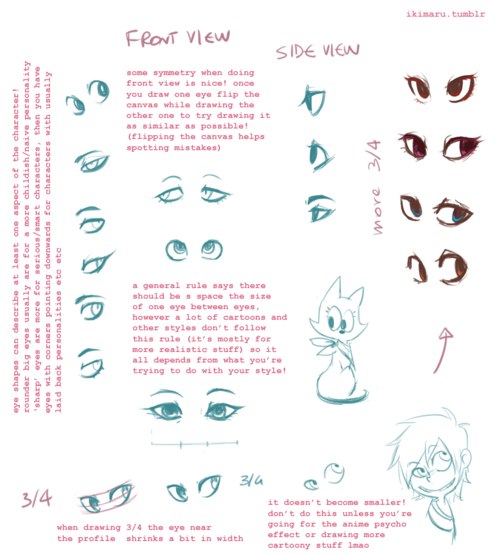 ikimaru.tumblr
FRONT VIEW
SIDE VIEW
some symmetry when doing
front view is nice! once
you draw one eye flip the
canvas while drawing the
other one to try drawing it
as similar as possible!
(flipping the canvas helps
spotting mistakes)
eye shapes can describe at least one aspect of the character!
rounder big eyes usually are for a more childish/naive personality
'sharp' eyes are more for serious/smart characters, then you have
eyes with corners pointing downwards for characters with usually
laid back personalities etc etc
more 3/4
a general rule says there
should be s space the size
of one eye between eyes,
however a lot of cartoons and
other styles don't follow
this rule (it's mostly for
more realistic stuff) so it
all depends from what you're
trying to do with your style!
3/4
3/4
when drawing 3/4 the eye near
the profile shrinks a bit in width
it doesn't become smaller!
don't do this unless you're
going for the anime psycho
effect or drawing more
cartoony stuff lmao